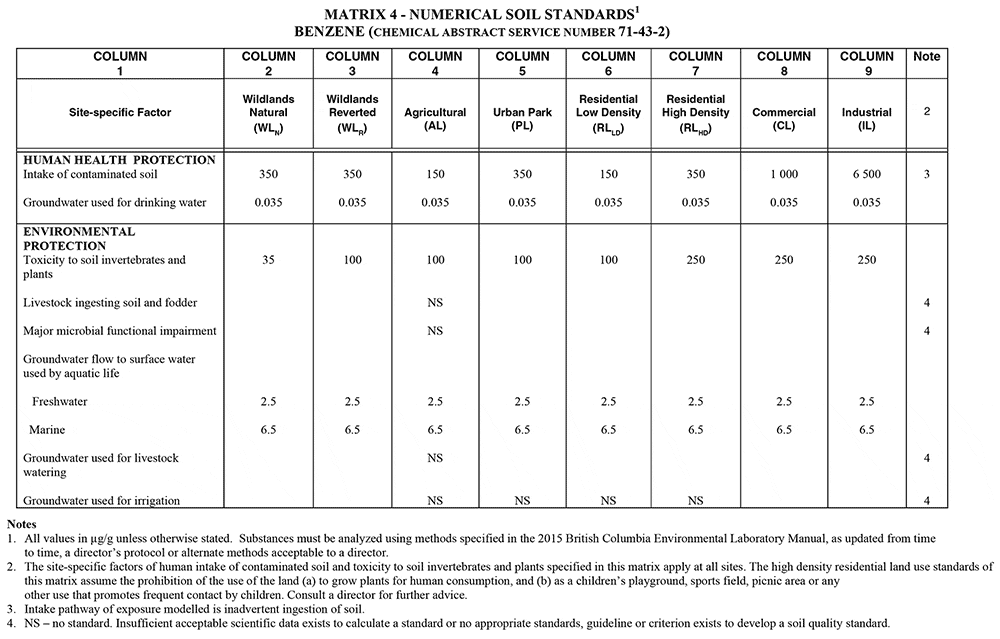 MATRIX 4 - NUMERICAL SOIL STANDARDS1
BENZENE (CHEMICAL ABSTRACT SERVICE NUMBER 71-43-2)
COLUMN 1 COLUMN 2 COLUMN 3 COLUMN 4 COLUMN 5 COLUMN 6 COLUMN 7 COLUMN 8 COLUMN 9 Note
Site-specific Factor Wildlands Natural (WLN) Wildlands Reverted (WLR) Agricultural (AL) Urban Park (PL) Residential Low Density (RLLD) Residential High Density (RLHD) Commercial (CL) Industrial (IL) 2
HUMAN HEALTH PROTECTION
Intake of contaminated soil 350 350 150 350 150 350 1 000 6 500 3
Groundwater used for drinking water 0.035 0.035 0.035 0.035 0.035 0.035 0.035 0.035
ENVIRONMENTAL
PROTECTION
Toxicity to soil invertebrates and 35 100 100 100 100 250 250 250
plants
Livestock ingesting soil and fodder NS 4
Major microbial functional impairment NS 4
Groundwater flow to surface water
used by aquatic life
Freshwater 2.5 2.5 2.5 2.5 2.5 2.5 2.5 2.5
Marine 6.5 6.5 6.5 6.5 6.5 6.5 6.5 6.5
Groundwater used for livestock NS 4
watering
Groundwater used for irrigation NS NS NS NS 4
Notes
1. All values in µg/g unless otherwise stated. Substances must be analyzed using methods specified in the 2015 British Columbia Environmental Laboratory Manual, as updated from time
to time, a director's protocol or alternate methods acceptable to a director.
2. The site-specific factors of human intake of contaminated soil and toxicity to soil invertebrates and plants specified in this matrix apply at all sites. The high density residential land use standards of
this matrix assume the prohibition of the use of the land (a) to grow plants for human consumption, and (b) as a children's playground, sports field, picnic area or any
other use that promotes frequent contact by children. Consult a director for further advice.
3. Intake pathway of exposure modelled is inadvertent ingestion of soil.
4. NS – no standard. Insufficient acceptable scientific data exists to calculate a standard or no appropriate standards, guideline or criterion exists to develop a soil quality standard.